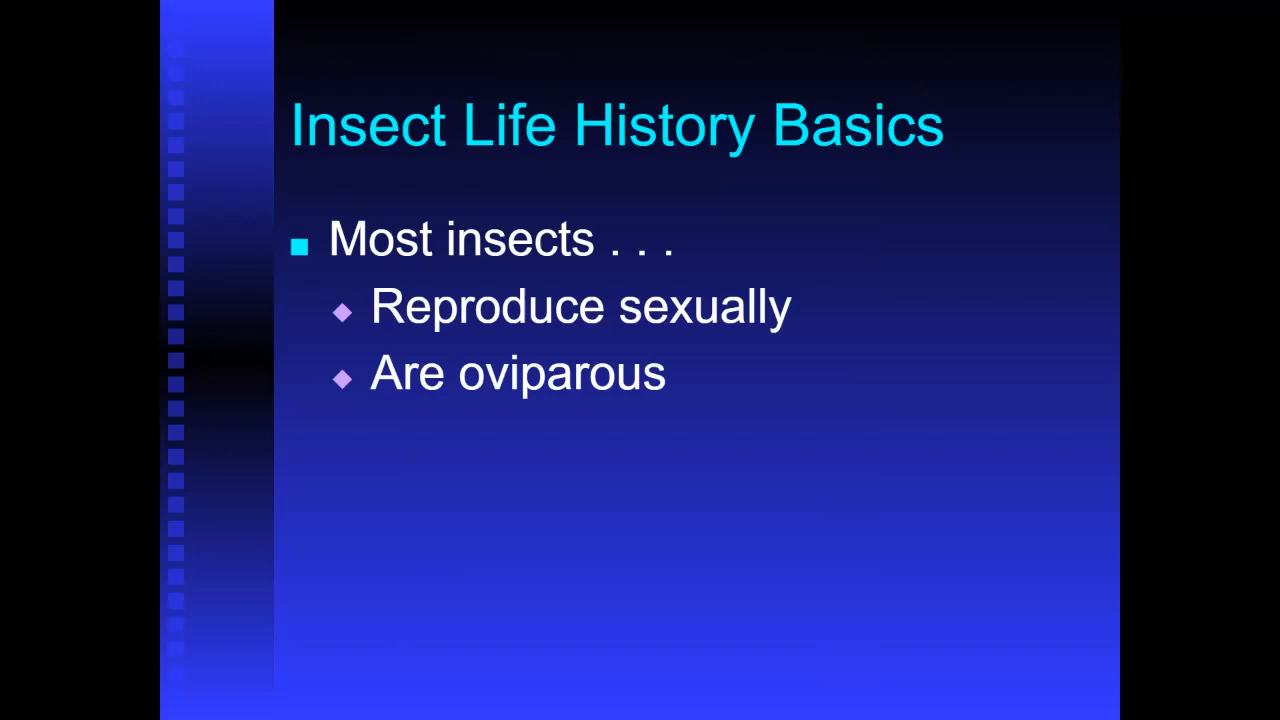 Insect Life History Basics
Most insects . . .
Reproduce sexually
Are oviparous